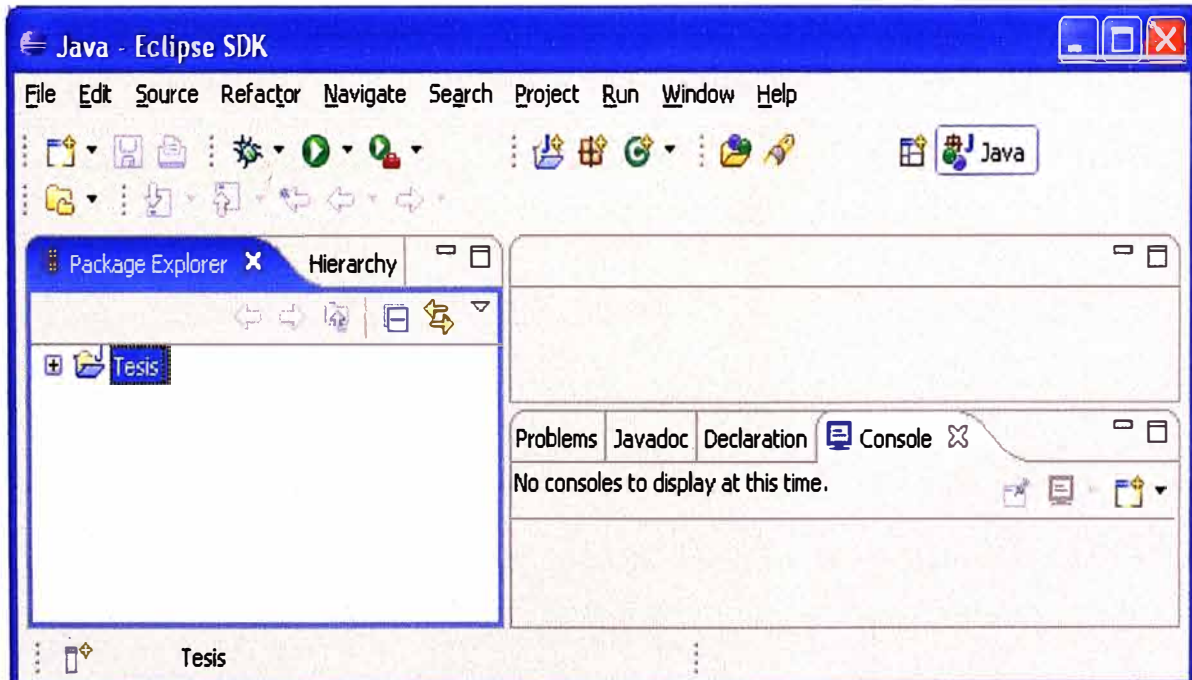 Java - Eclipse SDK
File Edit Source Refactor Navigate Search Project Run Window Help
Java
Package Explorer Hierarchy
Tesis
Problems Javadoc Declaration Console
No consoles to display at this time.
Tesis